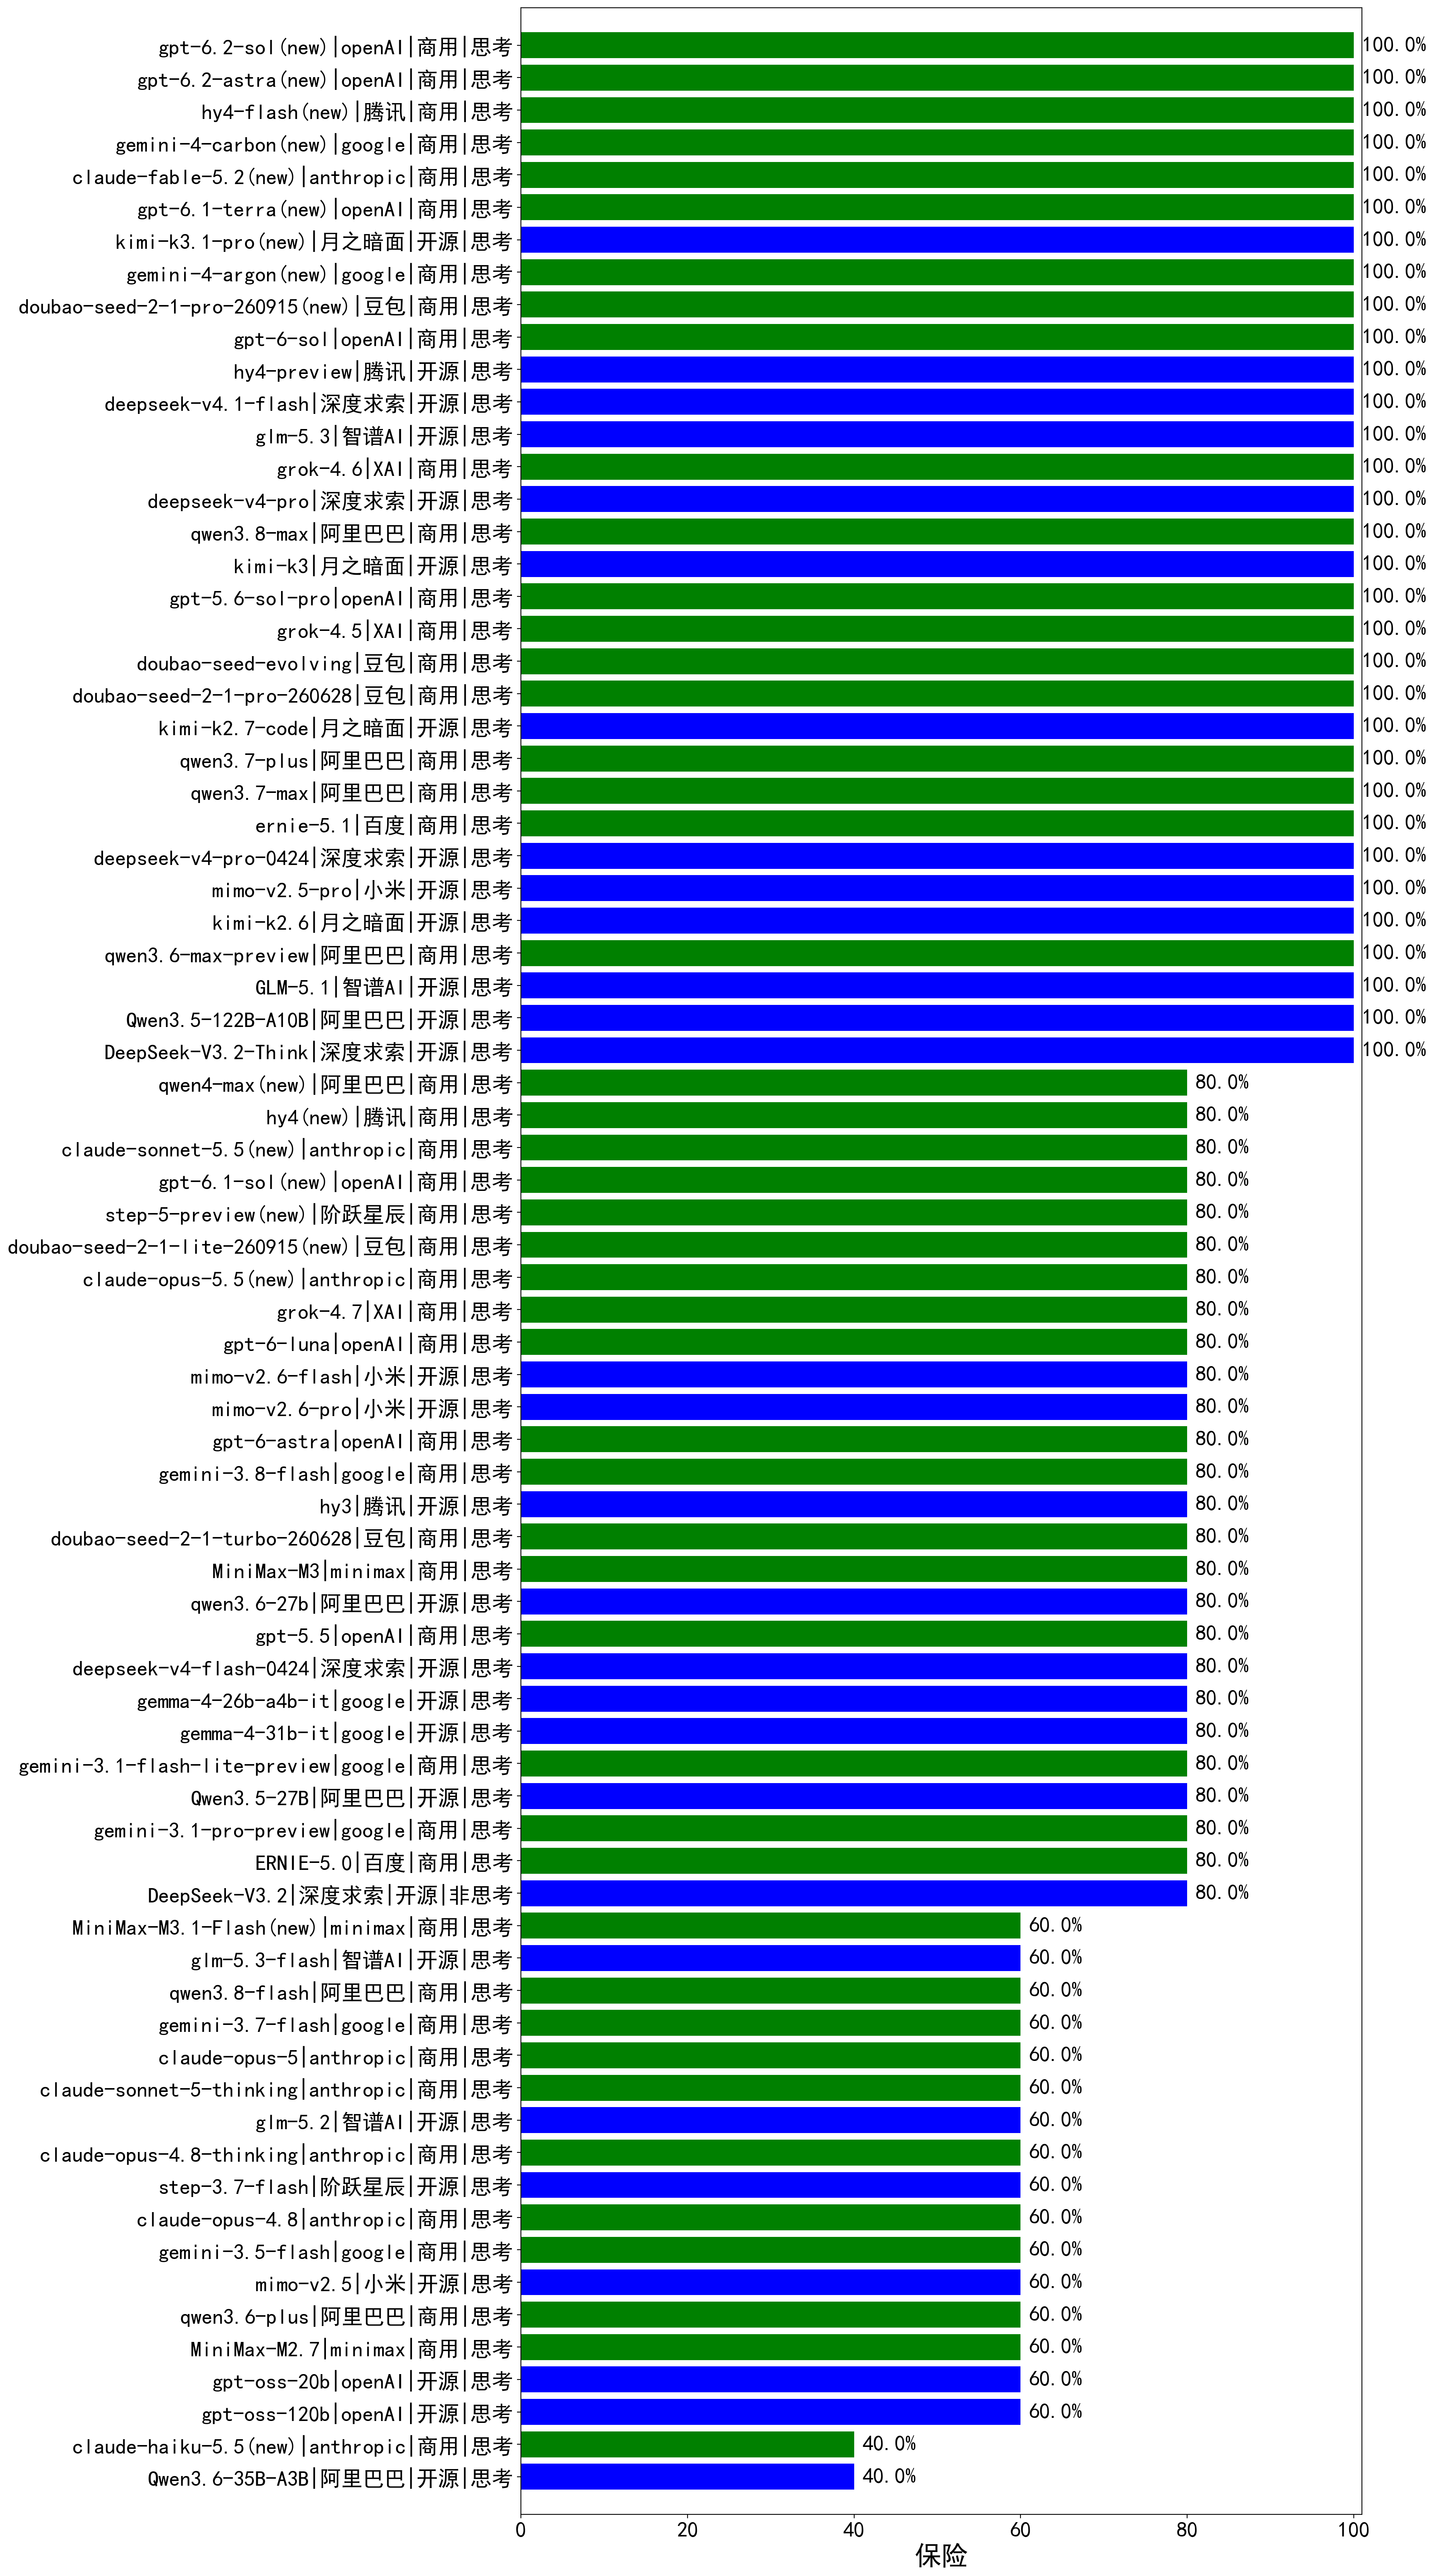 gpt-6.2-sol(new)|openAI|商用|思考 100.0%
gpt-6.2-astra(new)|openAI|商用|思考 100.0%
hy4-flash(new)|腾讯|商用|思考 100.0%
gemini-4-carbon(new)|google|商用|思考 100.0%
claude-fable-5.2(new)|anthropic|商用|思考 100.0%
gpt-6.1-terra(new)|openAI|商用|思考 100.0%
kimi-k3.1-pro(new)|月之暗面|开源|思考 100.0%
gemini-4-argon(new)|google|商用|思考 100.0%
doubao-seed-2-1-pro-260915(new)|豆包|商用|思考 100.0%
gpt-6-sol|openAI|商用|思考 100.0%
hy4-preview|腾讯|开源|思考 100.0%
deepseek-v4.1-flash|深度求索|开源|思考 100.0%
glm-5.3|智谱AI|开源|思考 100.0%
grok-4.6|XAI|商用|思考 100.0%
deepseek-v4-pro|深度求索|开源|思考 100.0%
qwen3.8-max|阿里巴巴|商用|思考 100.0%
kimi-k3|月之暗面|开源|思考 100.0%
gpt-5.6-sol-pro|openAI|商用|思考 100.0%
grok-4.5|XAI|商用|思考 100.0%
doubao-seed-evolving|豆包|商用|思考 100.0%
doubao-seed-2-1-pro-260628|豆包|商用|思考 100.0%
kimi-k2.7-code|月之暗面|开源|思考 100.0%
qwen3.7-plus|阿里巴巴|商用|思考 100.0%
qwen3.7-max|阿里巴巴|商用|思考 100.0%
ernie-5.1|百度|商用|思考 100.0%
deepseek-v4-pro-0424|深度求索|开源|思考 100.0%
mimo-v2.5-pro|小米|开源|思考 100.0%
kimi-k2.6|月之暗面|开源|思考 100.0%
qwen3.6-max-preview|阿里巴巴|商用|思考 100.0%
GLM-5.1|智谱AI|开源|思考 100.0%
Qwen3.5-122B-A10B|阿里巴巴|开源|思考 100.0%
DeepSeek-V3.2-Think|深度求索|开源|思考 100.0%
qwen4-max(new)|阿里巴巴|商用|思考 80.0%
hy4(new)|腾讯|商用|思考 80.0%
claude-sonnet-5.5(new)|anthropic|商用|思考 80.0%
gpt-6.1-sol(new)|openAI|商用|思考 80.0%
step-5-preview(new)|阶跃星辰|商用|思考 80.0%
doubao-seed-2-1-lite-260915(new)|豆包|商用|思考 80.0%
claude-opus-5.5(new)|anthropic|商用|思考 80.0%
grok-4.7|XAI|商用|思考 80.0%
gpt-6-luna|openAI|商用|思考 80.0%
mimo-v2.6-flash|小米|开源|思考 80.0%
mimo-v2.6-pro|小米|开源|思考 80.0%
gpt-6-astra|openAI|商用|思考 80.0%
gemini-3.8-flash|google|商用|思考 80.0%
hy3|腾讯|开源|思考 80.0%
doubao-seed-2-1-turbo-260628|豆包|商用|思考 80.0%
MiniMax-M3|minimax|商用|思考 80.0%
qwen3.6-27b|阿里巴巴|开源|思考 80.0%
gpt-5.5|openAI|商用|思考 80.0%
deepseek-v4-flash-0424|深度求索|开源|思考 80.0%
gemma-4-26b-a4b-it|google|开源|思考 80.0%
gemma-4-31b-it|google|开源|思考 80.0%
gemini-3.1-flash-lite-preview|google|商用|思考 80.0%
Qwen3.5-27B|阿里巴巴|开源|思考 80.0%
gemini-3.1-pro-preview|google|商用|思考 80.0%
ERNIE-5.0|百度|商用|思考 80.0%
DeepSeek-V3.2|深度求索|开源|非思考 80.0%
MiniMax-M3.1-Flash(new)|minimax|商用|思考 60.0%
glm-5.3-flash|智谱AI|开源|思考 60.0%
qwen3.8-flash|阿里巴巴|商用|思考 60.0%
gemini-3.7-flash|google|商用|思考 60.0%
claude-opus-5|anthropic|商用|思考 60.0%
claude-sonnet-5-thinking|anthropic|商用|思考 60.0%
glm-5.2|智谱AI|开源|思考 60.0%
claude-opus-4.8-thinking|anthropic|商用|思考 60.0%
step-3.7-flash|阶跃星辰|开源|思考 60.0%
claude-opus-4.8|anthropic|商用|思考 60.0%
gemini-3.5-flash|google|商用|思考 60.0%
mimo-v2.5|小米|开源|思考 60.0%
qwen3.6-plus|阿里巴巴|商用|思考 60.0%
MiniMax-M2.7|minimax|商用|思考 60.0%
gpt-oss-20b|openAI|开源|思考 60.0%
gpt-oss-120b|openAI|开源|思考 60.0%
claude-haiku-5.5(new)|anthropic|商用|思考 40.0%
Qwen3.6-35B-A3B|阿里巴巴|开源|思考 40.0%
0 20 40 60 80 100
保险